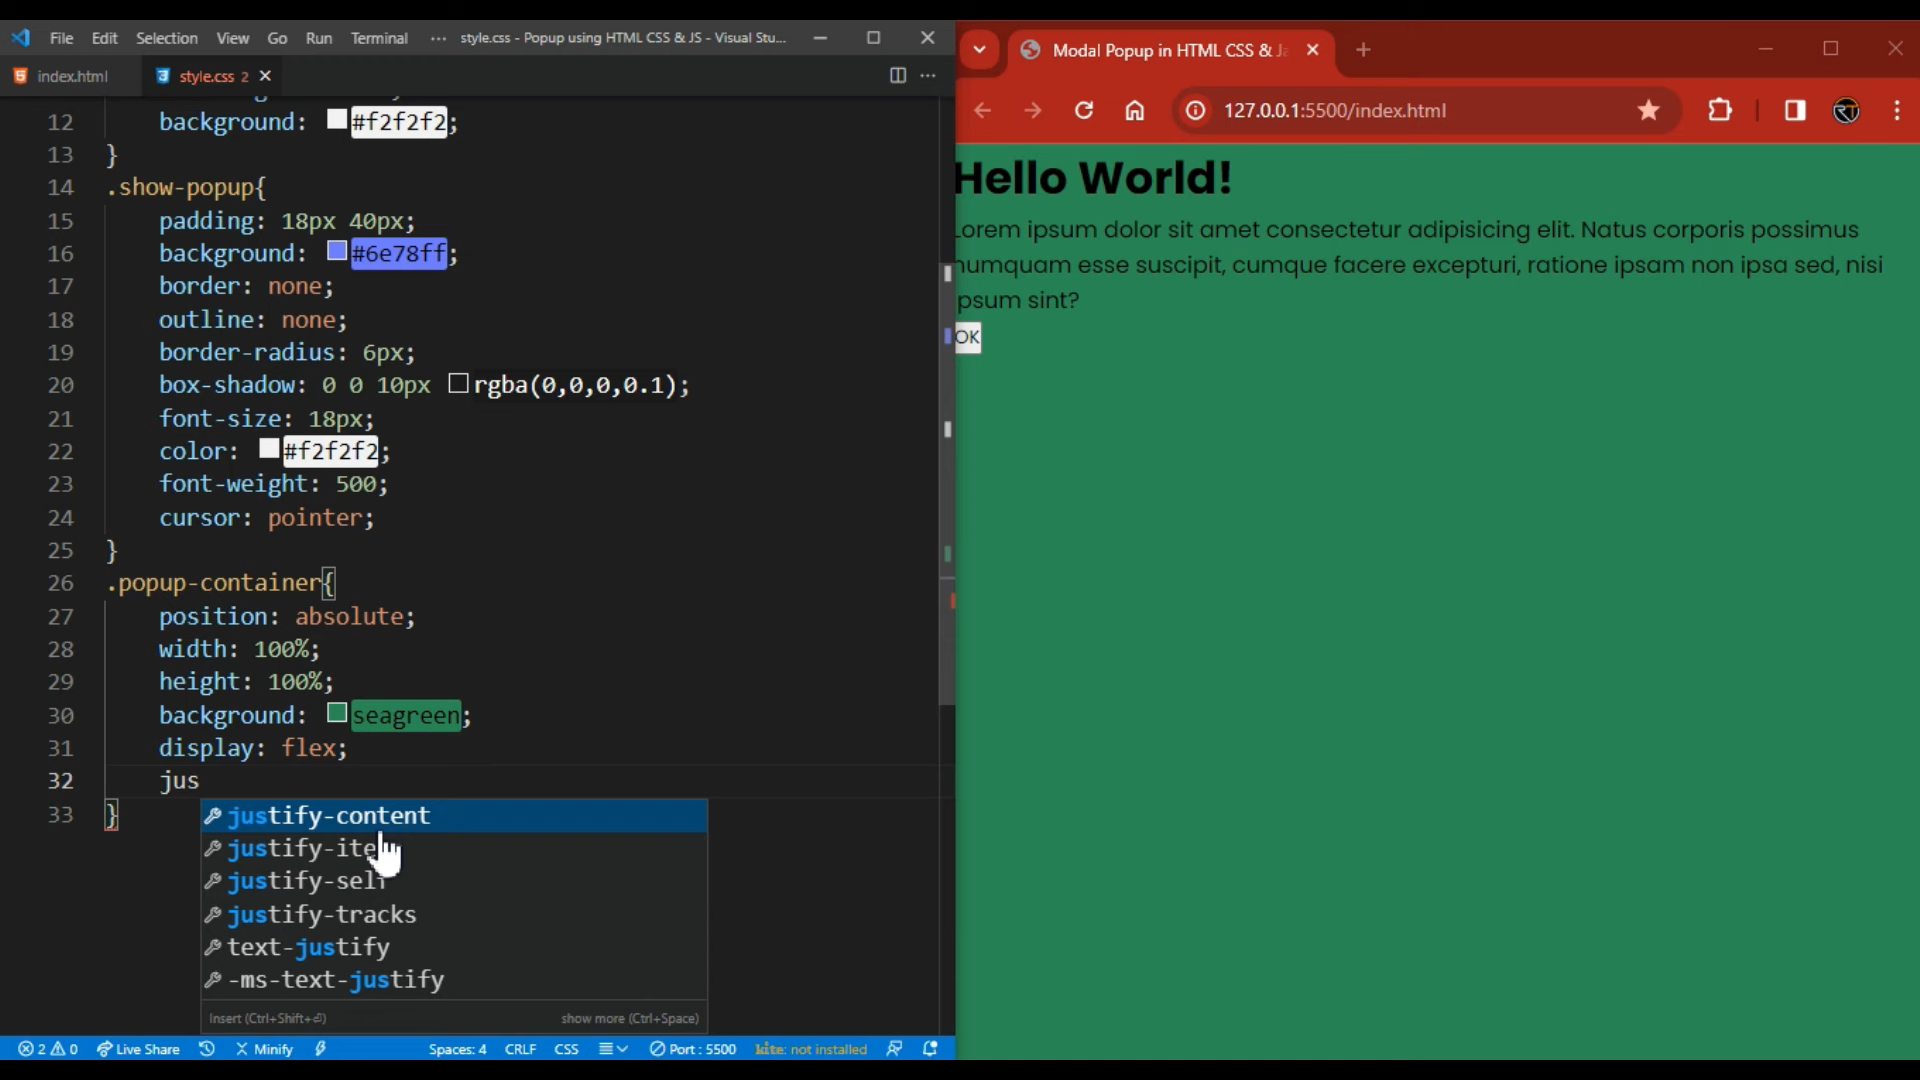 File Edit Selection View Go Run Terminal ··· style.css - Popup using HTML CSS & JS - Visual Stu...
index.html style.css 2
12 background: #f2f2f2;
13 }
14 .show-popup{
15 padding: 18px 40px;
16 background: #6e78ff;
17 border: none;
18 outline: none;
19 border-radius: 6px;
20 box-shadow: 0 0 10px rgba(0,0,0,0.1);
21 font-size: 18px;
22 color: #f2f2f2;
23 font-weight: 500;
24 cursor: pointer;
25 }
26 .popup-container{
27 position: absolute;
28 width: 100%;
29 height: 100%;
30 background: seagreen;
31 display: flex;
32 jus
33 }
justify-content
justify-ite
justify-self
justify-tracks
text-justify
-ms-text-justify
Insert (Ctrl+Shift+⏎) show more (Ctrl+Space)
2 0 Live Share Minify Spaces: 4 CRLF CSS Port : 5500 kite: not installed
Modal Popup in HTML CSS & Ja
127.0.0.1:5500/index.html
Hello World!
Lorem ipsum dolor sit amet consectetur adipisicing elit. Natus corporis possimus
numquam esse suscipit, cumque facere excepturi, ratione ipsam non ipsa sed, nisi
ipsum sint?
OK